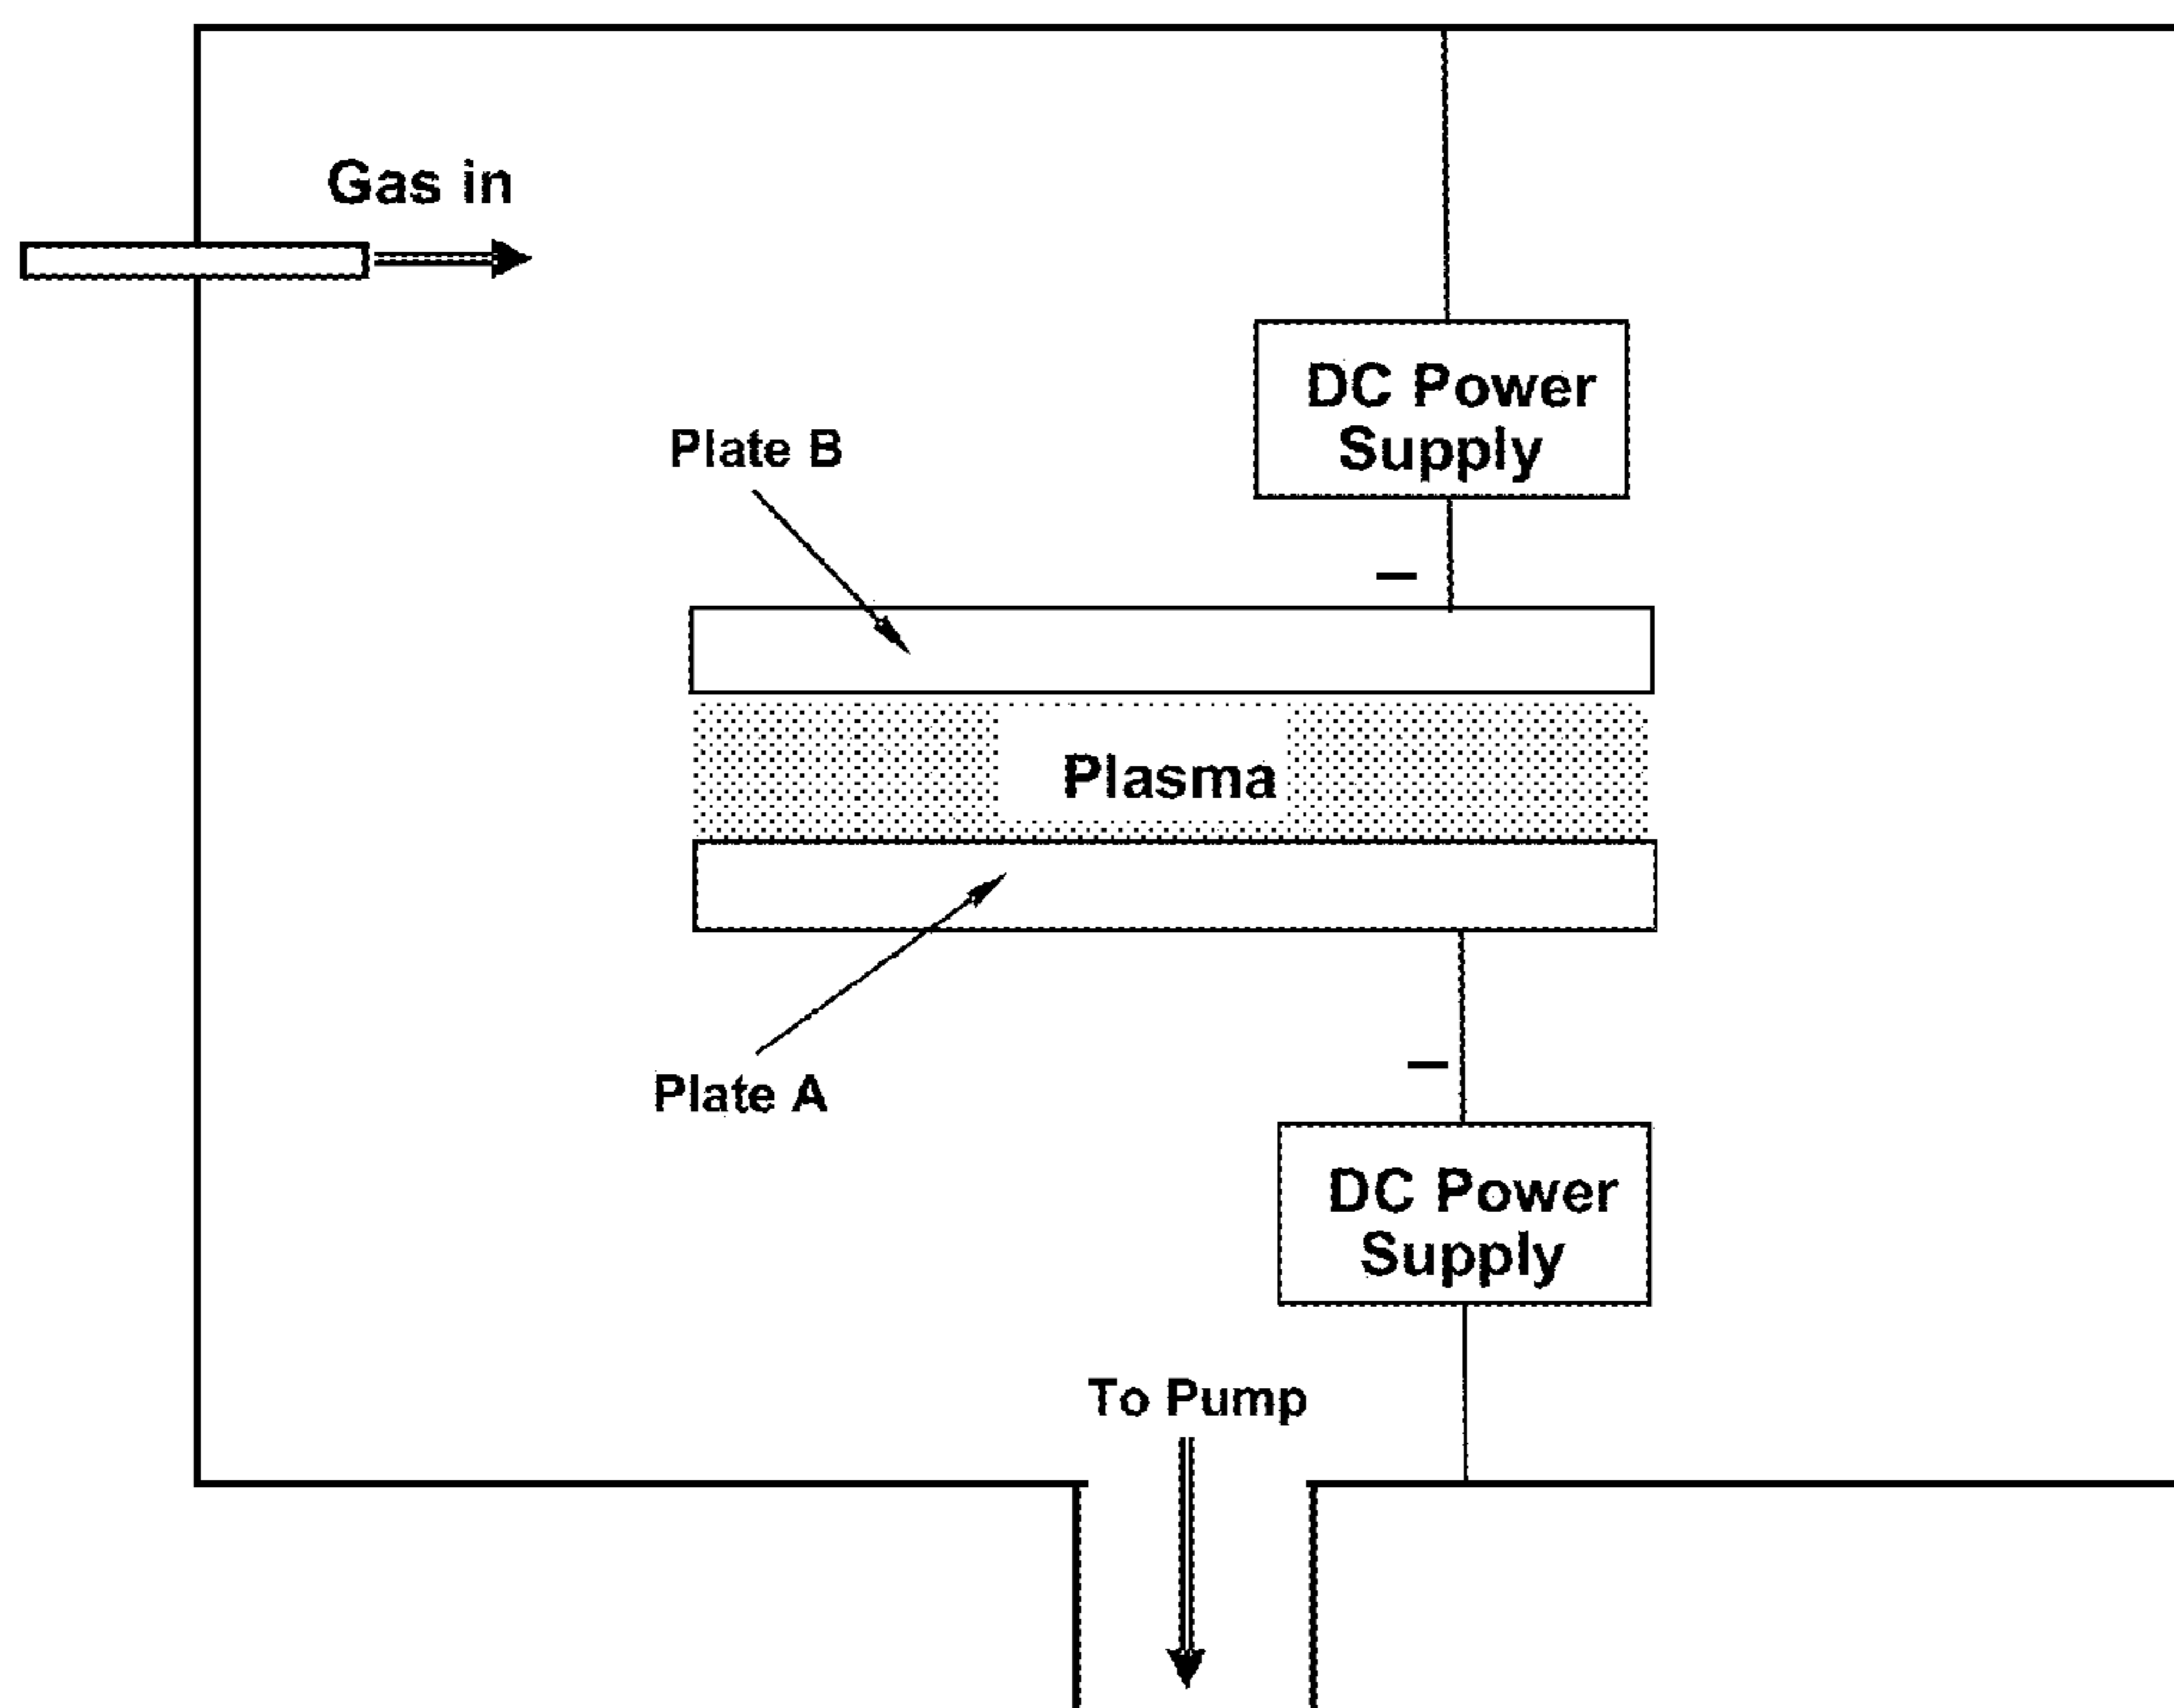 Gas in
DC Power
Supply
Plate B
–
Plasma
Plate A
–
DC Power
Supply
To Pump